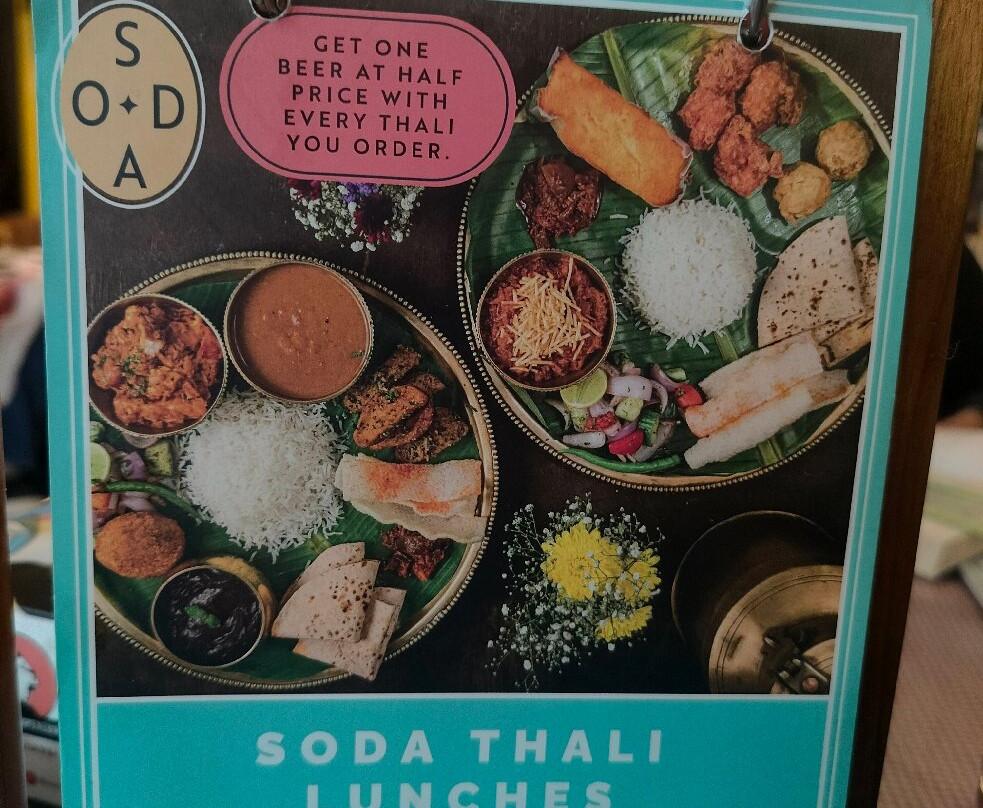 S
O D
A
GET ONE
BEER AT HALF
PRICE WITH
EVERY THALI
YOU ORDER.
SODA THALI
LUNCHES